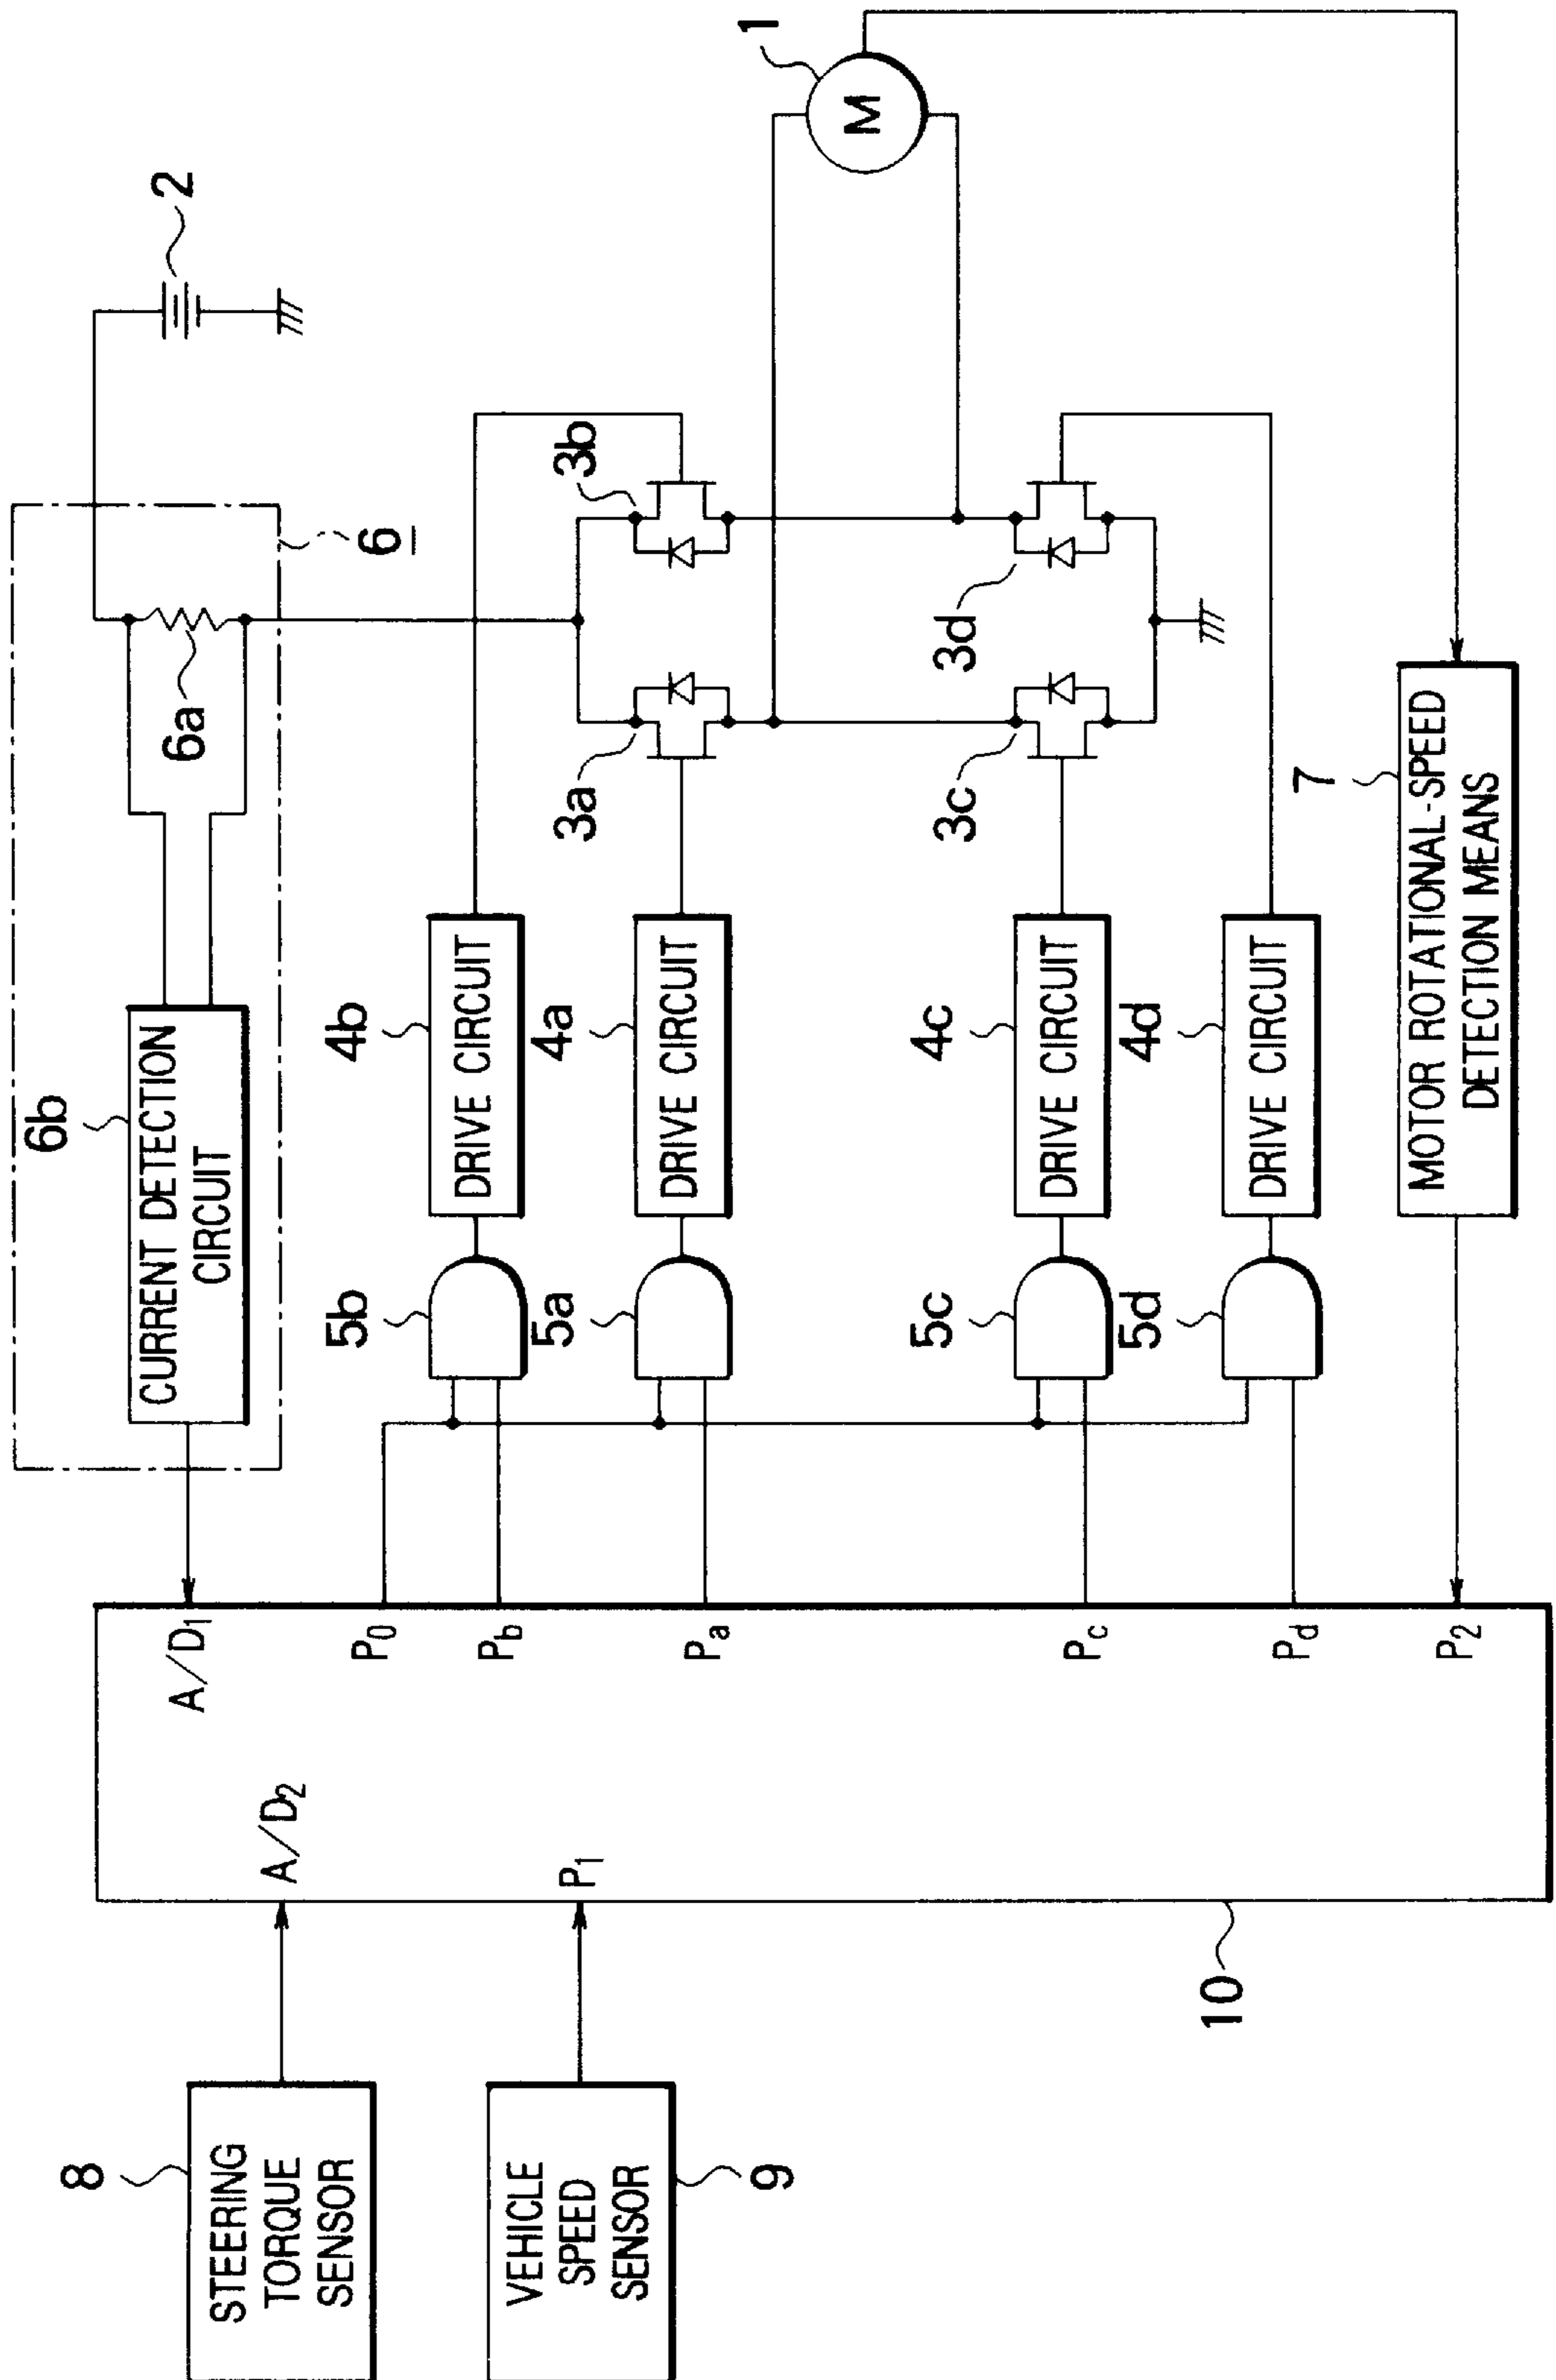 8
STEERING
TORQUE
SENSOR
VEHICLE
SPEED
SENSOR
9
10
A/D2
P1
A/D1
P0
Pb
Pa
Pc
Pd
P2
6b
CURRENT DETECTION
CIRCUIT
6a
6
2
5b
4b
DRIVE CIRCUIT
5a
4a
DRIVE CIRCUIT
5c
4c
DRIVE CIRCUIT
5d
4d
DRIVE CIRCUIT
3a
3b
3c
3d
1
M
7
MOTOR ROTATIONAL-SPEED
DETECTION MEANS